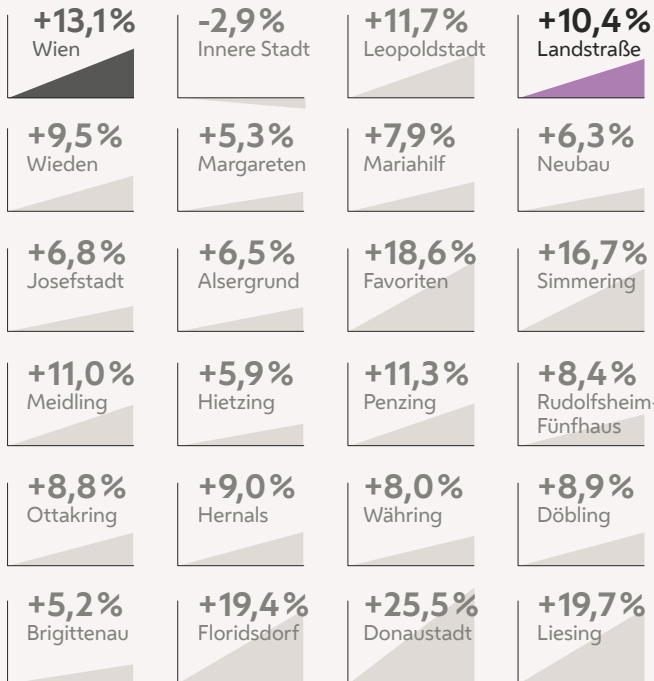 +13,1 %
Wien
-2,9 %
Innere Stadt
+11,7 %
Leopoldstadt
+10,4 %
Landstraße
+9,5 %
Wieden
+5,3 %
Margareten
+7,9 %
Mariahilf
+6,3 %
Neubau
+6,8 %
Josefstadt
+6,5 %
Alsergrund
+18,6 %
Favoriten
+16,7 %
Simmering
+11,0 %
Meidling
+5,9 %
Hietzing
+11,3 %
Penzing
+8,4 %
Rudolfsheim-
Fünfhaus
+8,8 %
Ottakring
+9,0 %
Hernals
+8,0 %
Währing
+8,9 %
Döbling
+5,2 %
Brigittenau
+19,4 %
Floridsdorf
+25,5 %
Donaustadt
+19,7 %
Liesing